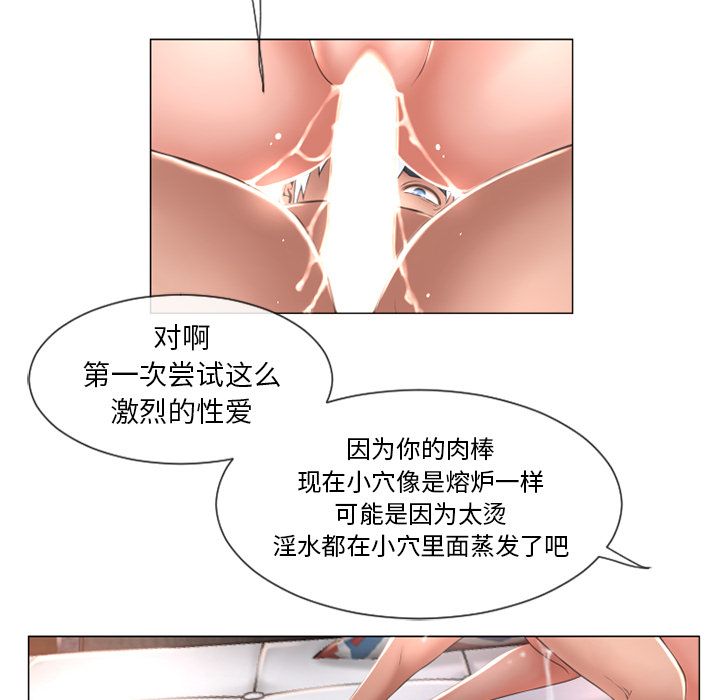 对啊
第一次尝试这么
激烈的性爱
因为你的肉棒
现在小穴像是熔炉一样
可能是因为太烫
淫水都在小穴里面蒸发了吧